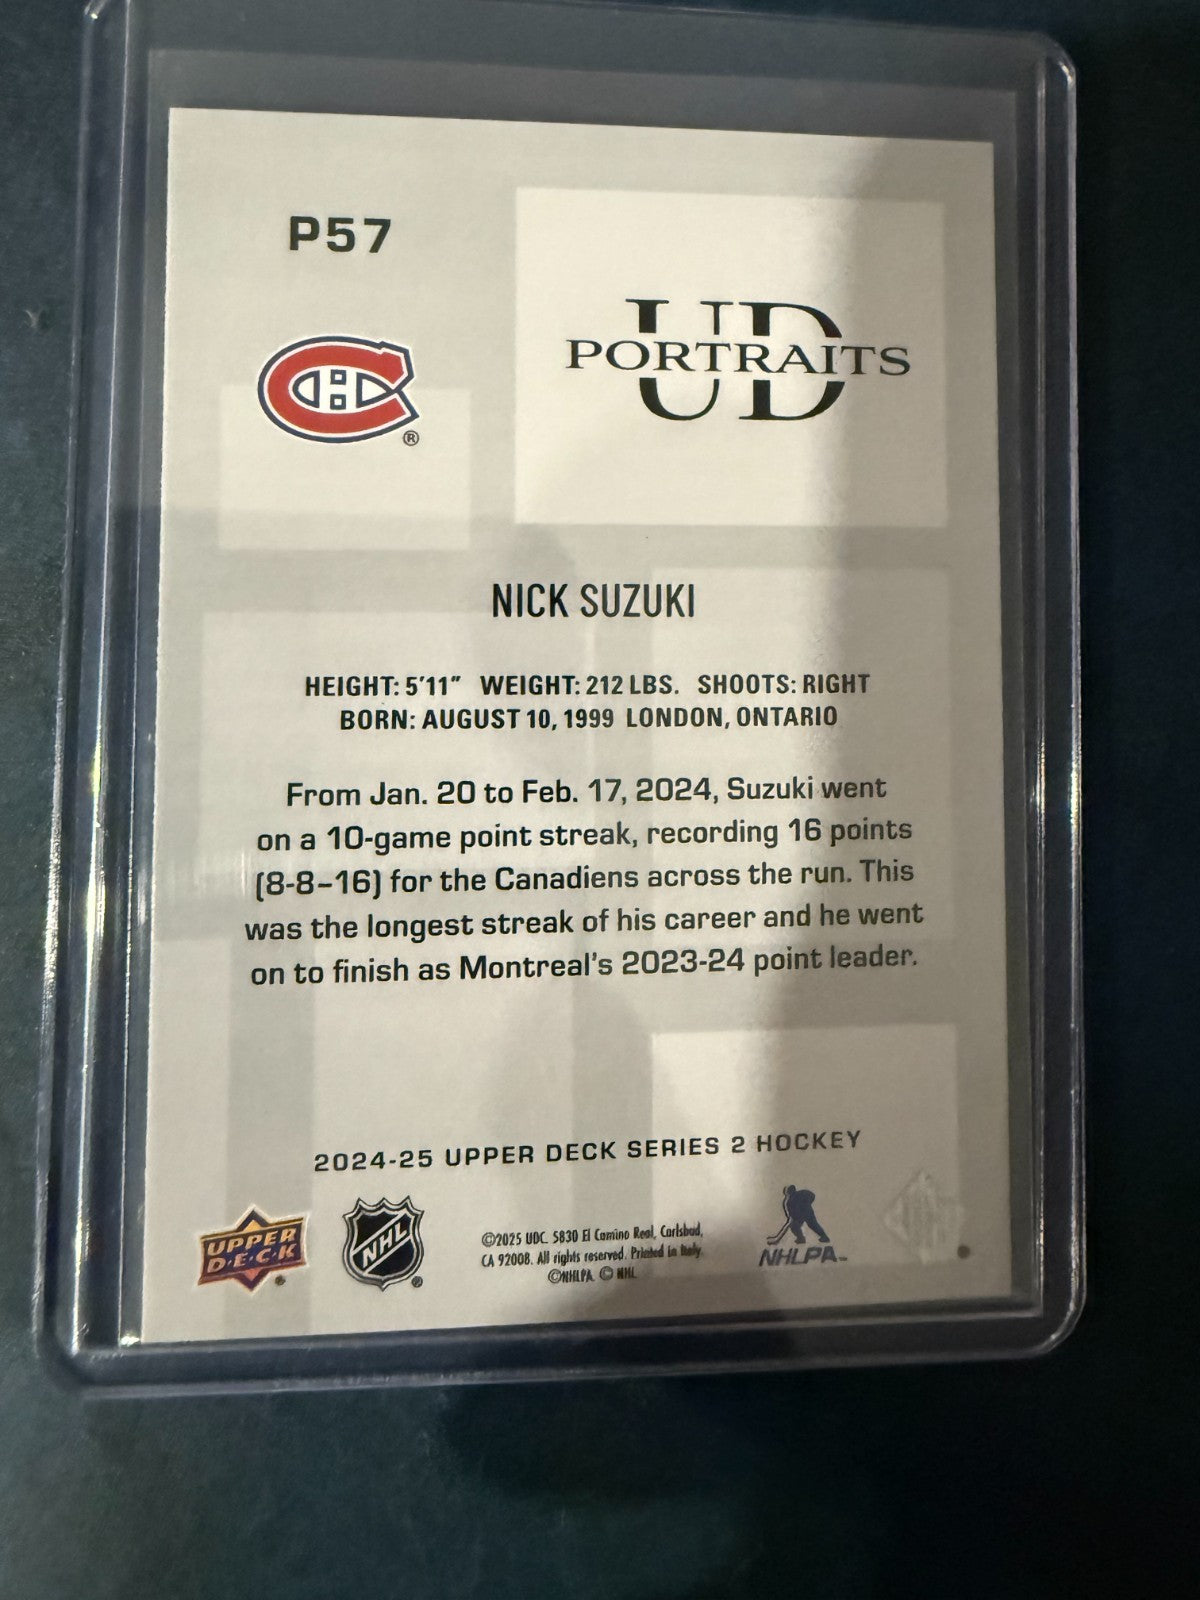 P57
UD
PORTRAITS
®
NICK SUZUKI
HEIGHT: 5'11" WEIGHT: 212 LBS. SHOOTS: RIGHT
BORN: AUGUST 10, 1999 LONDON, ONTARIO
From Jan. 20 to Feb. 17, 2024, Suzuki went
on a 10-game point streak, recording 16 points
(8-8–16) for the Canadiens across the run. This
was the longest streak of his career and he went
on to finish as Montreal's 2023-24 point leader.
2024-25 UPPER DECK SERIES 2 HOCKEY
UPPER
D·E·C·K
NHL
©2025 UDC. 5830 El Camino Real, Carlsbad,
CA 92008. All rights reserved. Printed in Italy.
©NHLPA. © NHL
NHLPA™